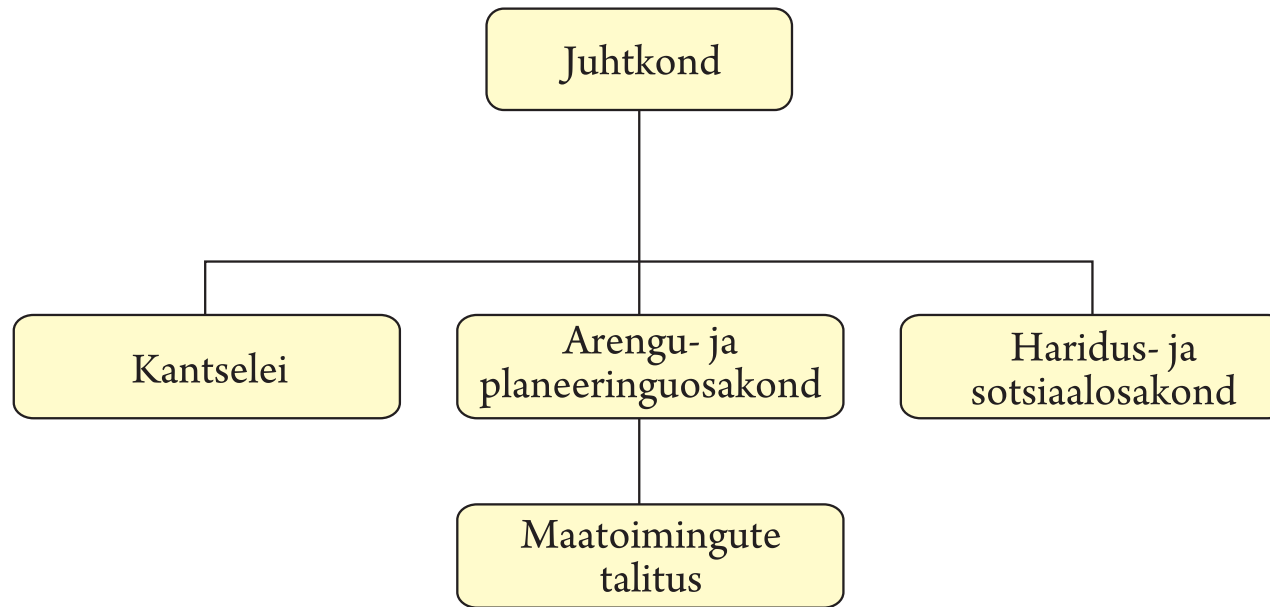 Juhtkond
Kantselei
Arengu- ja
planeeringuosakond
Haridus- ja
sotsiaalosakond
Maatoimingute
talitus